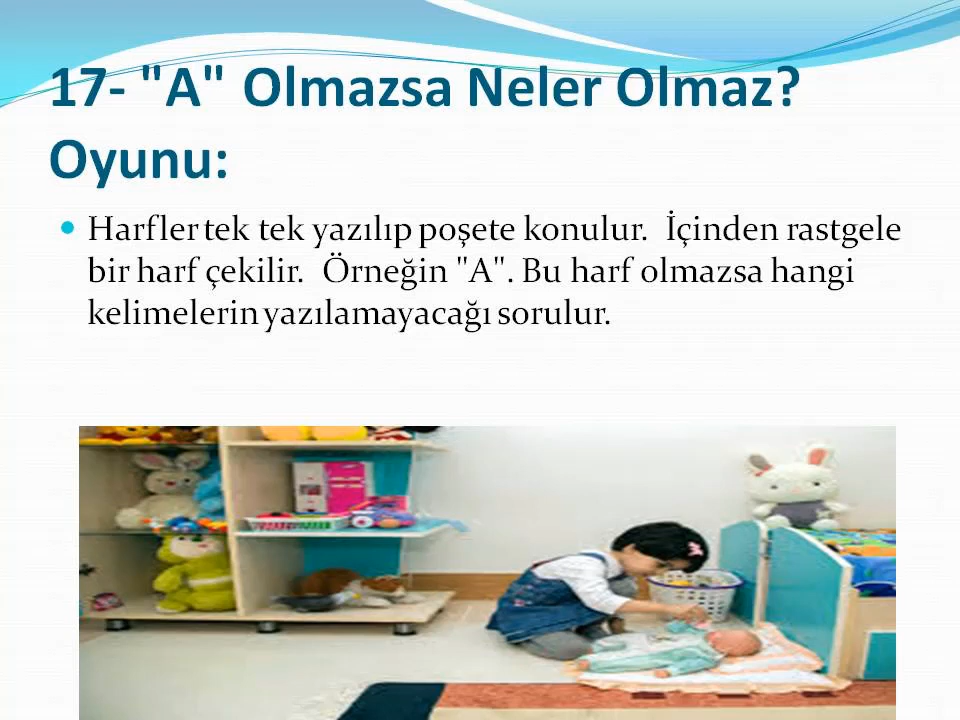 17- "A" Olmazsa Neler Olmaz?
Oyunu:
Harfler tek tek yazılıp poşete konulur. İçinden rastgele
bir harf çekilir. Örneğin "A". Bu harf olmazsa hangi
kelimelerin yazılamayacağı sorulur.